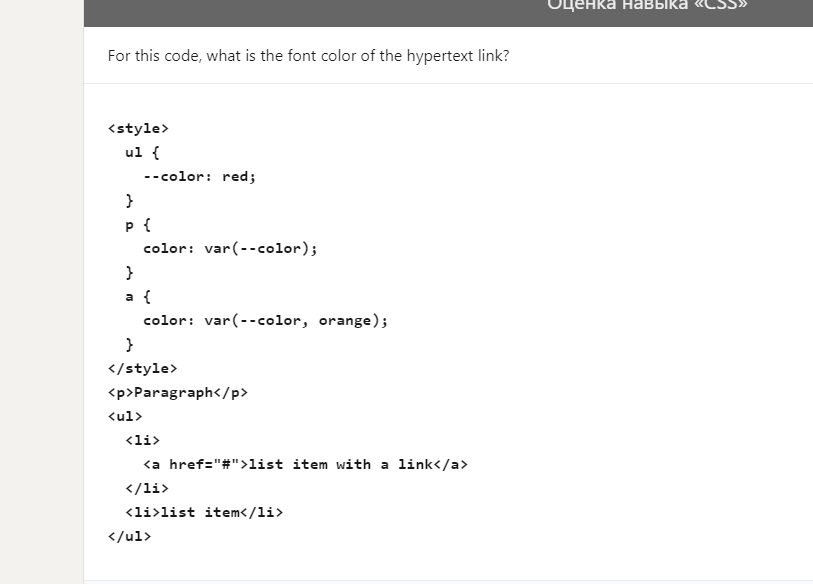 Оценка навыка «CSS»
For this code, what is the font color of the hypertext link?
<style>
  ul {
    --color: red;
  }
  p {
    color: var(--color);
  }
  a {
    color: var(--color, orange);
  }
</style>
<p>Paragraph</p>
<ul>
  <li>
    <a href="#">list item with a link</a>
  </li>
  <li>list item</li>
</ul>